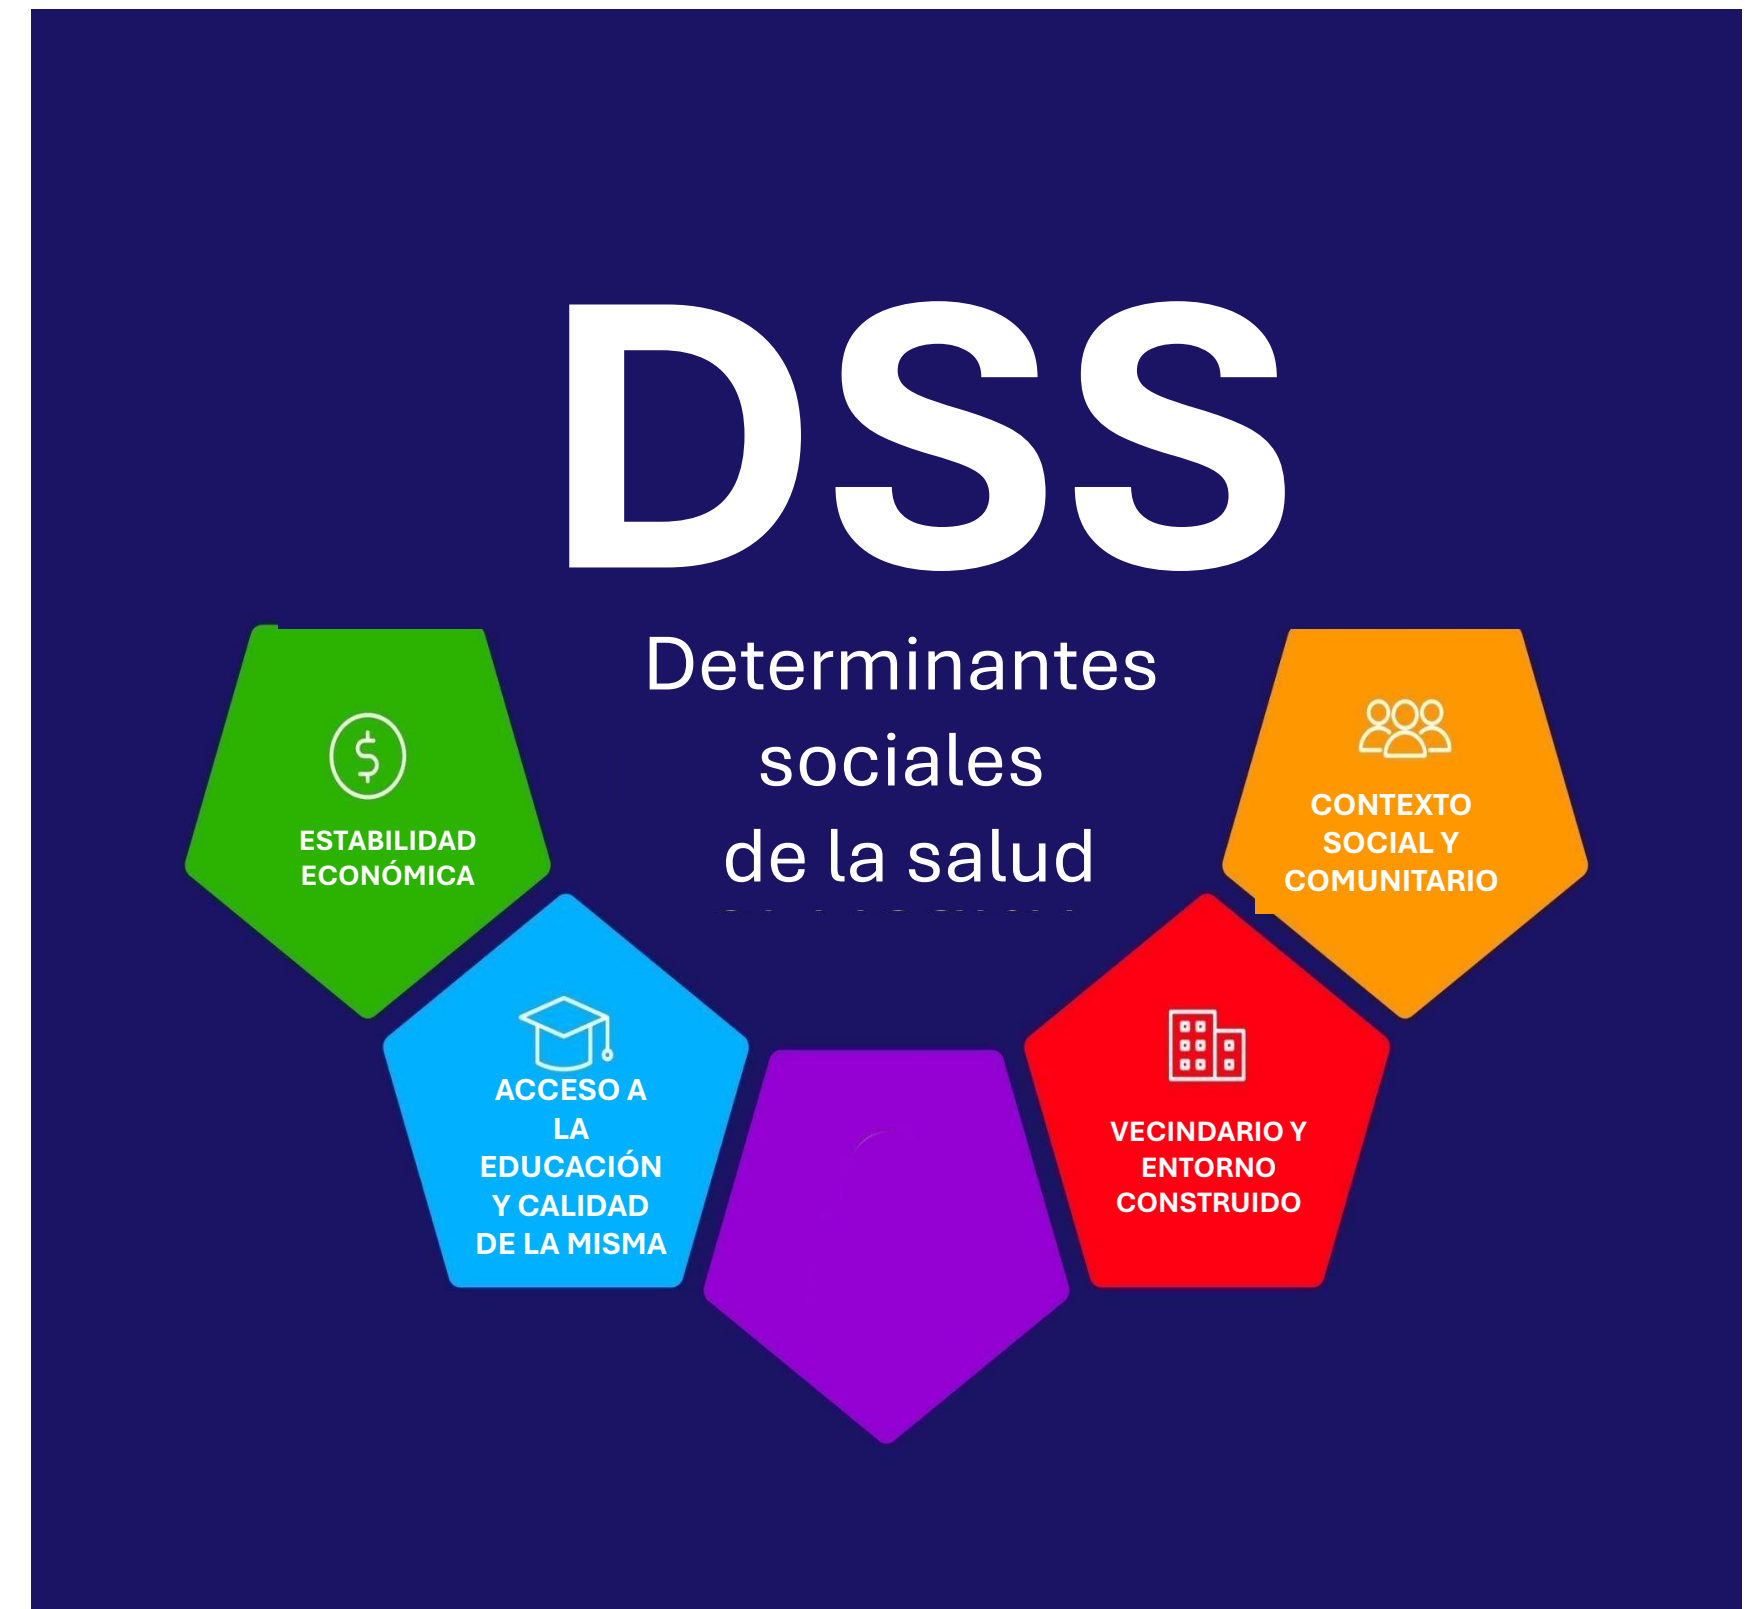 DSS
Determinantes
sociales
de la salud
ESTABILIDAD
ECONÓMICA
ACCESO A
LA
EDUCACIÓN
Y CALIDAD
DE LA MISMA
VECINDARIO Y
ENTORNO
CONSTRUIDO
CONTEXTO
SOCIAL Y
COMUNITARIO